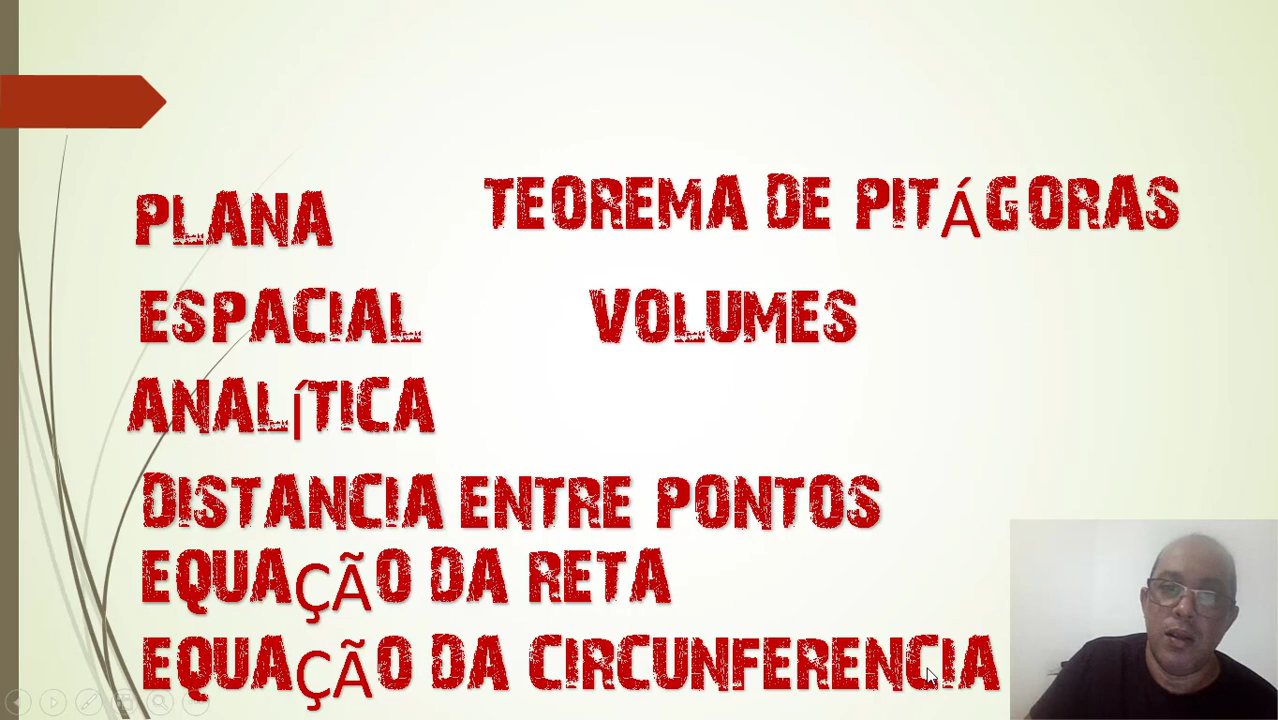 PLANA
TEOREMA DE PITÁGORAS
ESPACIAL
VOLUMES
ANALÍTICA
DISTANCIA ENTRE PONTOS
EQUAÇÃO DA RETA
EQUAÇÃO DA CIRCUNFERENCIA